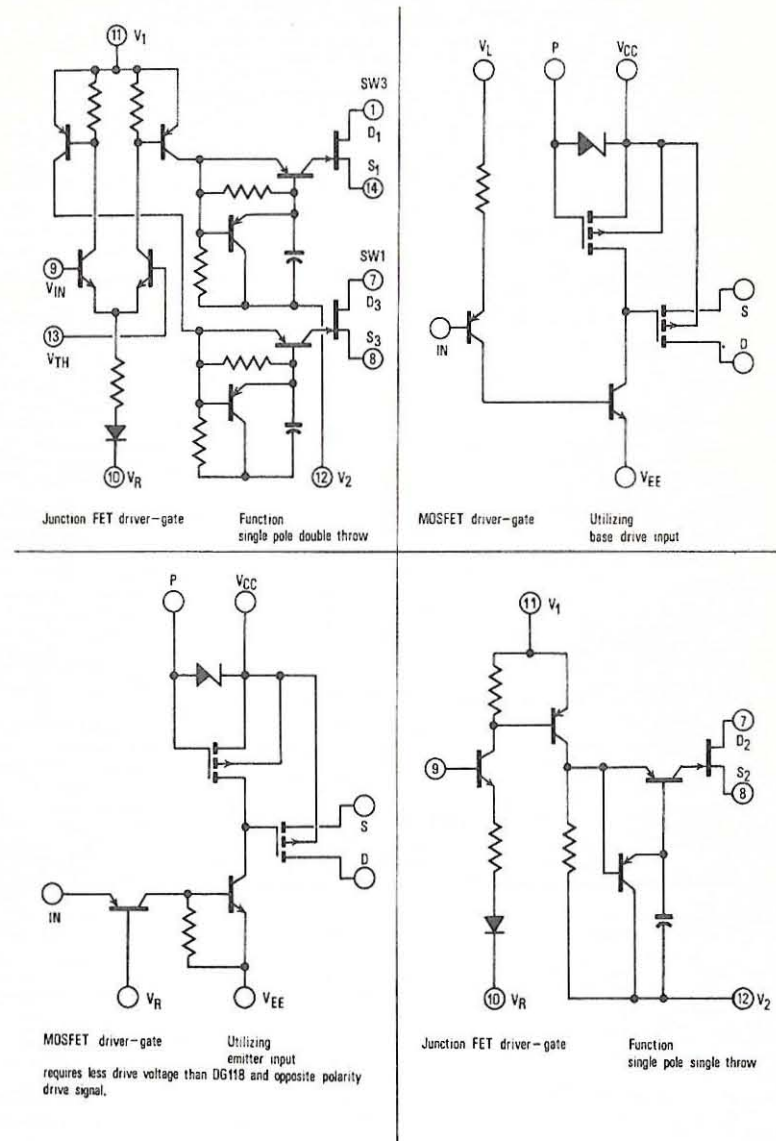 11 V1
SW3
1
D1
S1
14
SW1
7
D3
S3
8
9
VIN
13
VTH
10 VR
12 V2
Junction FET driver-gate
Function
single pole double throw
VL
P
VCC
IN
S
D
VEE
MOSFET driver-gate
Utilizing
base drive input
P
VCC
S
D
IN
VR
VEE
MOSFET driver-gate
Utilizing
emitter input
requires less drive voltage than DG118 and opposite polarity
drive signal.
11 V1
7
D2
S2
8
9
10 VR
12 V2
Junction FET driver-gate
Function
single pole single throw